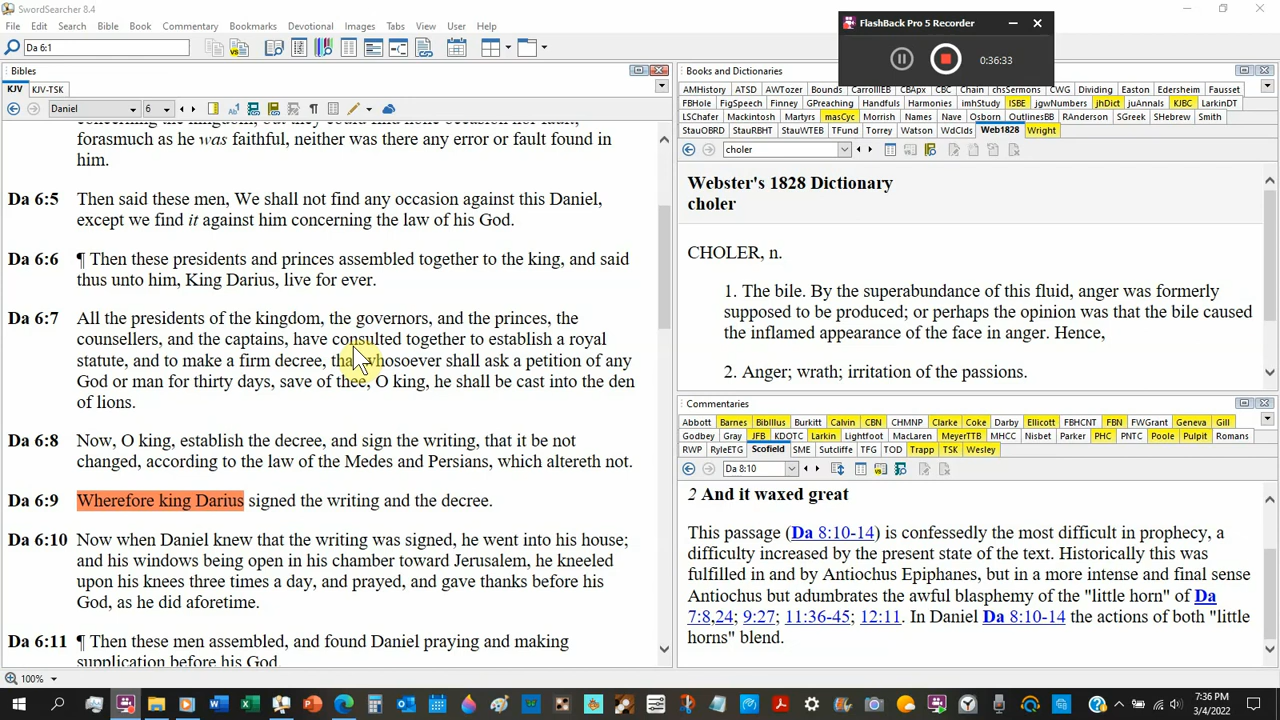 SwordSearcher 8.4
File Edit Search Bible Book Commentary Bookmarks Devotional Images Tabs View User Help
Da 6:1
FlashBack Pro 5 Recorder
0:36:33
Bibles
KJV KJV-TSK
Daniel 6
forasmuch as he was faithful, neither was there any error or fault found in
him.
Da 6:5 Then said these men, We shall not find any occasion against this Daniel,
except we find it against him concerning the law of his God.
Da 6:6 ¶ Then these presidents and princes assembled together to the king, and said
thus unto him, King Darius, live for ever.
Da 6:7 All the presidents of the kingdom, the governors, and the princes, the
counsellers, and the captains, have consulted together to establish a royal
statute, and to make a firm decree, that whosoever shall ask a petition of any
God or man for thirty days, save of thee, O king, he shall be cast into the den
of lions.
Da 6:8 Now, O king, establish the decree, and sign the writing, that it be not
changed, according to the law of the Medes and Persians, which altereth not.
Da 6:9 Wherefore king Darius signed the writing and the decree.
Da 6:10 Now when Daniel knew that the writing was signed, he went into his house;
and his windows being open in his chamber toward Jerusalem, he kneeled
upon his knees three times a day, and prayed, and gave thanks before his
God, as he did aforetime.
Da 6:11 ¶ Then these men assembled, and found Daniel praying and making
supplication before his God.
100%
Books and Dictionaries
AMHistory ATSD AWTozer Bounds CarrollEB CBApx CBC Chain chsSermons CWG Easton Edersheim Fausset
FBHole FigSpeech Finney GPreaching Handfuls Harmonies imhStudy ISBE jgwNumbers jhDict juAnnals KJBC LarkinDT
LSChafer Mackintosh Martyrs masCyc Morrish Names Nave Osborn OutlinesBB RAnderson SGreek SHebrew Smith
StauOBRD StauRBHT StauWTEB TFund Torrey Watson WdClds Web1828 Wright
choler
Webster's 1828 Dictionary
choler
CHOLER, n.
1. The bile. By the superabundance of this fluid, anger was formerly
supposed to be produced; or perhaps the opinion was that the bile caused
the inflamed appearance of the face in anger. Hence,
2. Anger; wrath; irritation of the passions.
Commentaries
Abbott Barnes BibIllus Burkitt Calvin CBN CHMNP Clarke Coke Darby Ellicott FBHCNT FBN FWGrant Geneva Gill
Godbey Gray JFB KDOTC Larkin Lightfoot MacLaren MeyerTTB MHCC Nisbet Parker PHC PNTC Poole Pulpit Romans
RWP RyleETG Scofield SME Sutcliffe TFG TOD Trapp TSK Wesley
Da 8:10
2 And it waxed great
This passage (Da 8:10-14) is confessedly the most difficult in prophecy, a
difficulty increased by the present state of the text. Historically this was
fulfilled in and by Antiochus Epiphanes, but in a more intense and final sense
Antiochus but adumbrates the awful blasphemy of the "little horn" of Da
7:8,24; 9:27; 11:36-45; 12:11. In Daniel Da 8:10-14 the actions of both "little
horns" blend.
7:36 PM
3/4/2022